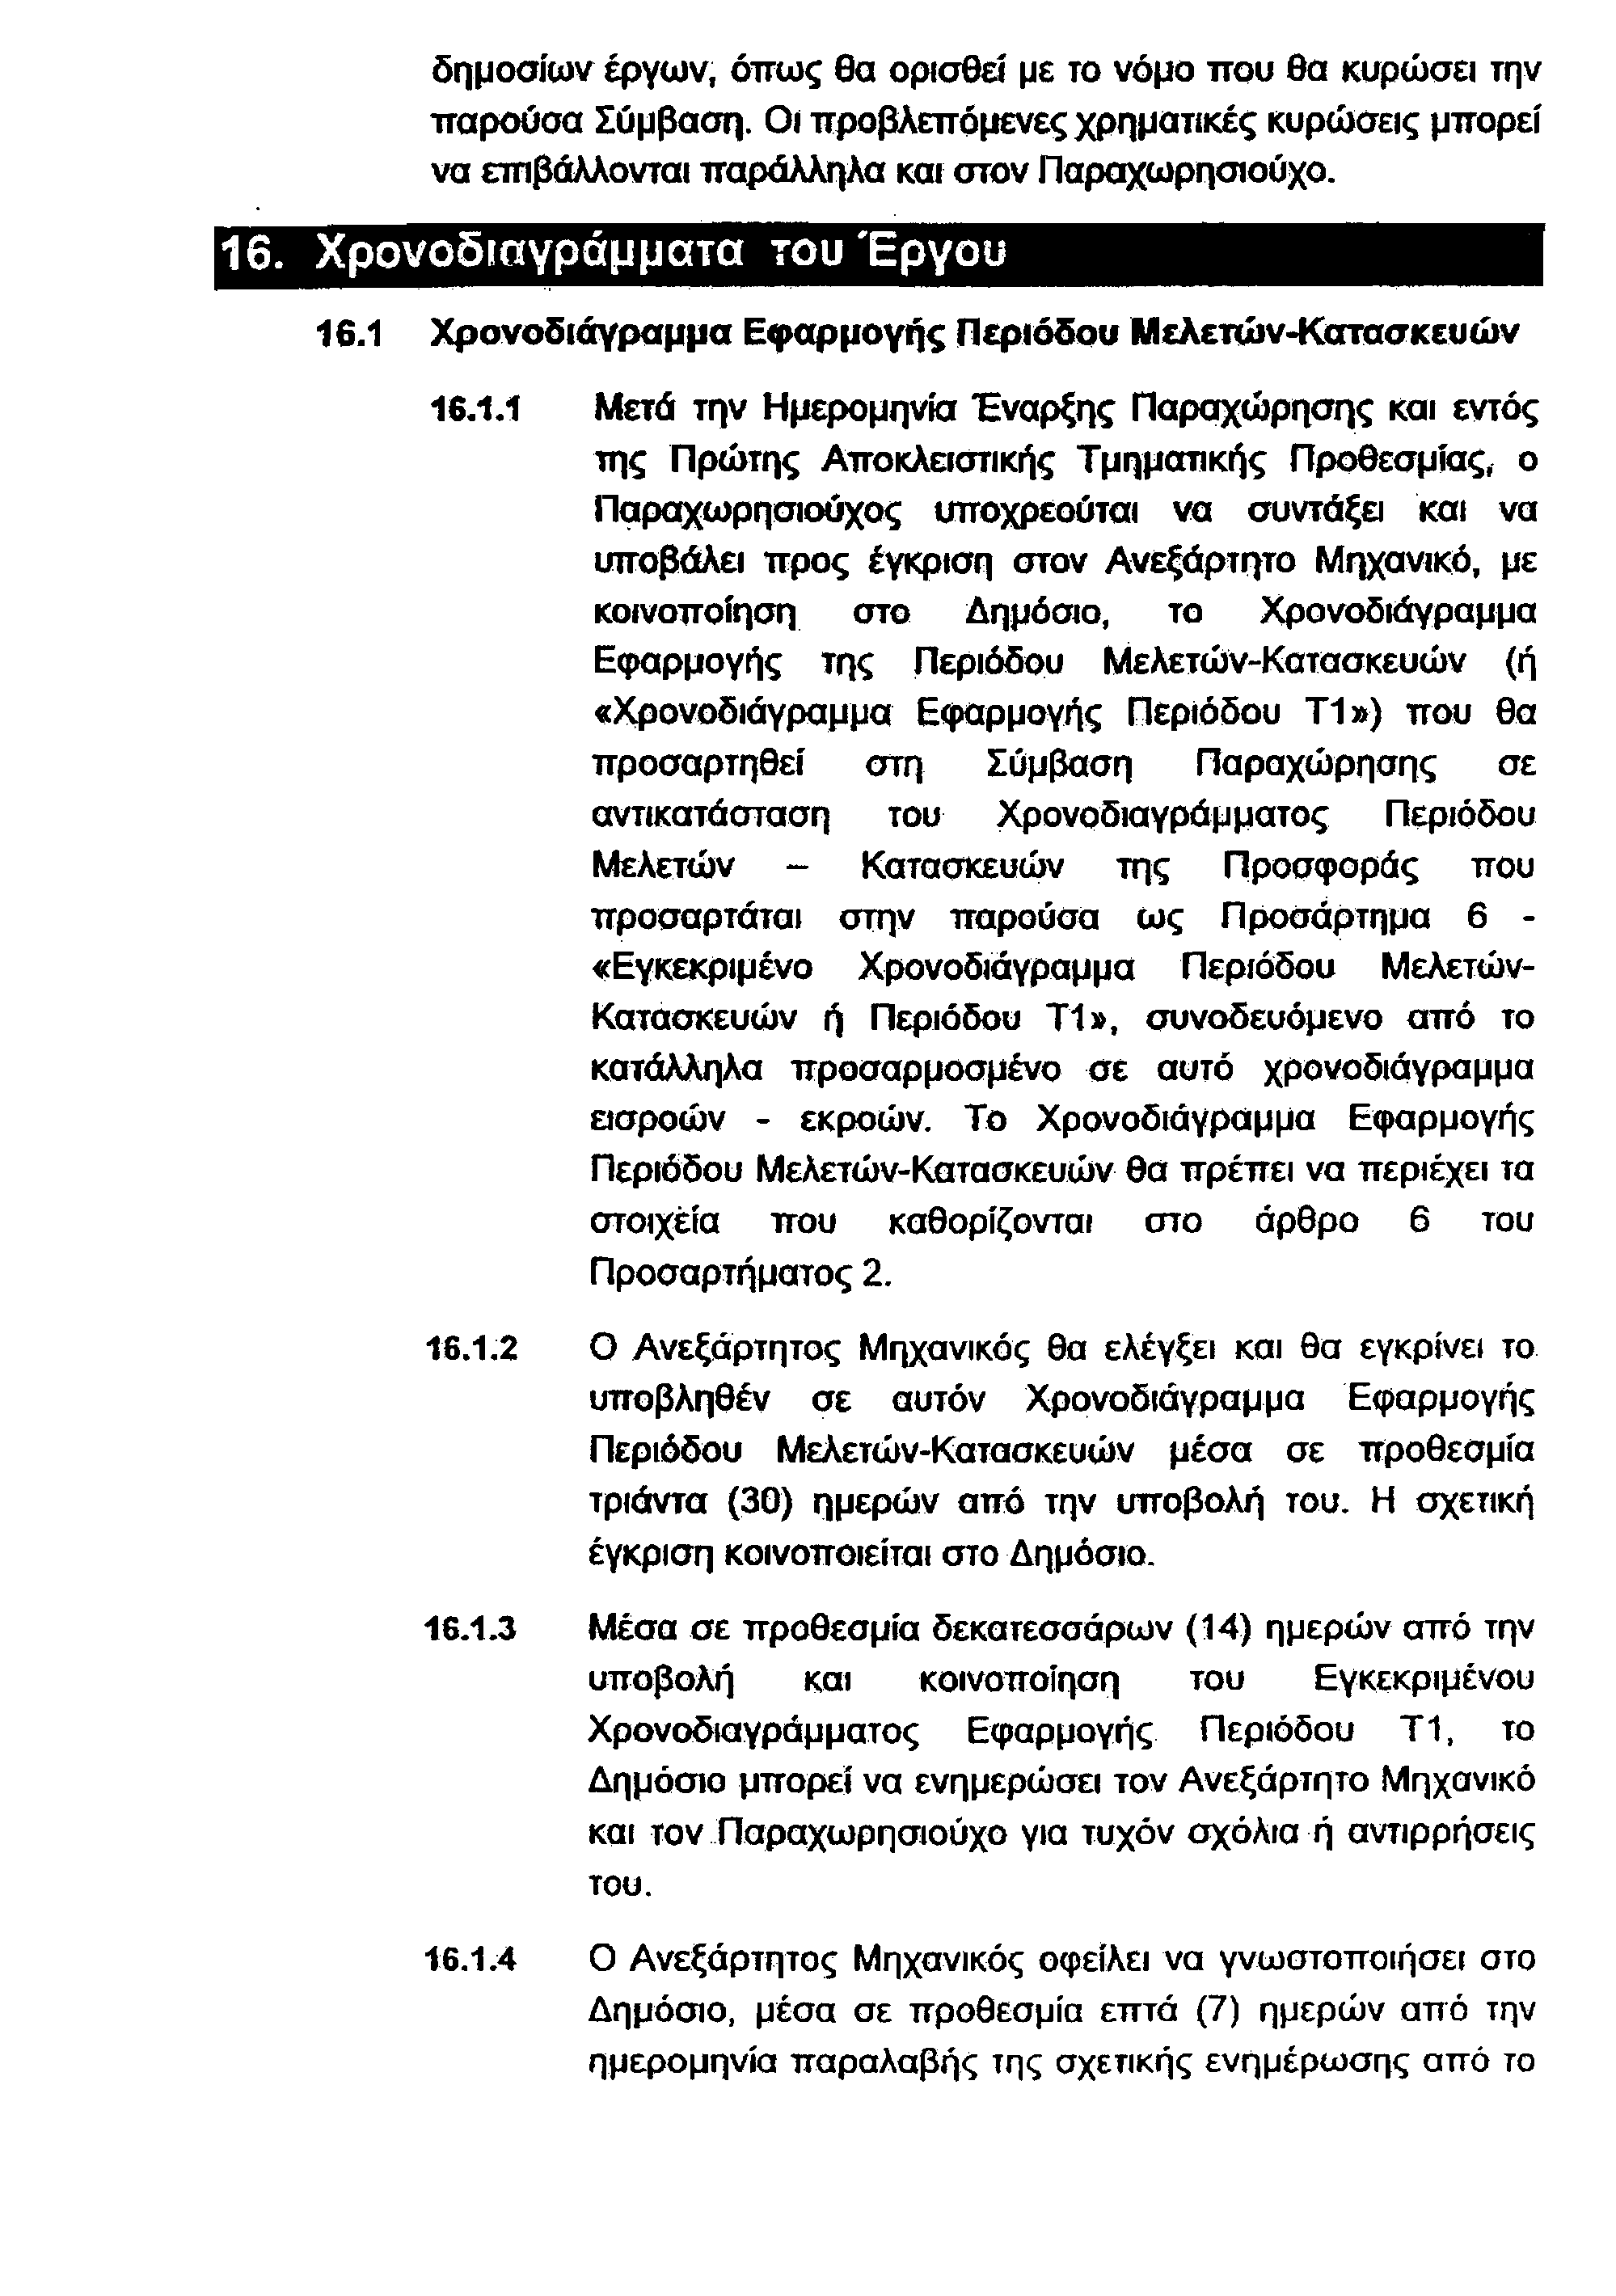 δημοσίων έργων, όπως θα ορισθεί με το νόμο που θα κυρώσει την
παρούσα Σύμβαση. Οι προβλεπόμενες χρηματικές κυρώσεις μπορεί
να επιβάλλονται παράλληλα και στον Παραχωρησιούχο.
16. Χρονοδιαγράμματα του Έργου
16.1 Χρονοδιάγραμμα Εφαρμογής Περιόδου Μελετών-Κατασκευών
16.1.1 Μετά την Ημερομηνία Έναρξης Παραχώρησης και εντός
της Πρώτης Αποκλειστικής Τμηματικής Προθεσμίας, ο
Παραχωρησιούχος υποχρεούται να συντάξει και να
υποβάλει προς έγκριση στον Ανεξάρτητο Μηχανικό, με
κοινοποίηση στο Δημόσιο, το Χρονοδιάγραμμα
Εφαρμογής της Περιόδου Μελετών-Κατασκευών (ή
«Χρονοδιάγραμμα Εφαρμογής Περιόδου Τ1») που θα
προσαρτηθεί στη Σύμβαση Παραχώρησης σε
αντικατάσταση του Χρονοδιαγράμματος Περιόδου
Μελετών – Κατασκευών της Προσφοράς που
προσαρτάται στην παρούσα ως Προσάρτημα 6 -
«Εγκεκριμένο Χρονοδιάγραμμα Περιόδου Μελετών-
Κατασκευών ή Περιόδου Τ1», συνοδευόμενο από το
κατάλληλα προσαρμοσμένο σε αυτό χρονοδιάγραμμα
εισροών - εκροών. Το Χρονοδιάγραμμα Εφαρμογής
Περιόδου Μελετών-Κατασκευών θα πρέπει να περιέχει τα
στοιχεία που καθορίζονται στο άρθρο 6 του
Προσαρτήματος 2.
16.1.2 Ο Ανεξάρτητος Μηχανικός θα ελέγξει και θα εγκρίνει το
υποβληθέν σε αυτόν Χρονοδιάγραμμα Εφαρμογής
Περιόδου Μελετών-Κατασκευών μέσα σε προθεσμία
τριάντα (30) ημερών από την υποβολή του. Η σχετική
έγκριση κοινοποιείται στο Δημόσιο.
16.1.3 Μέσα σε προθεσμία δεκατεσσάρων (14) ημερών από την
υποβολή και κοινοποίηση του Εγκεκριμένου
Χρονοδιαγράμματος Εφαρμογής Περιόδου Τ1, το
Δημόσιο μπορεί να ενημερώσει τον Ανεξάρτητο Μηχανικό
και τον Παραχωρησιούχο για τυχόν σχόλια ή αντιρρήσεις
του.
16.1.4 Ο Ανεξάρτητος Μηχανικός οφείλει να γνωστοποιήσει στο
Δημόσιο, μέσα σε προθεσμία επτά (7) ημερών από την
ημερομηνία παραλαβής της σχετικής ενημέρωσης από το